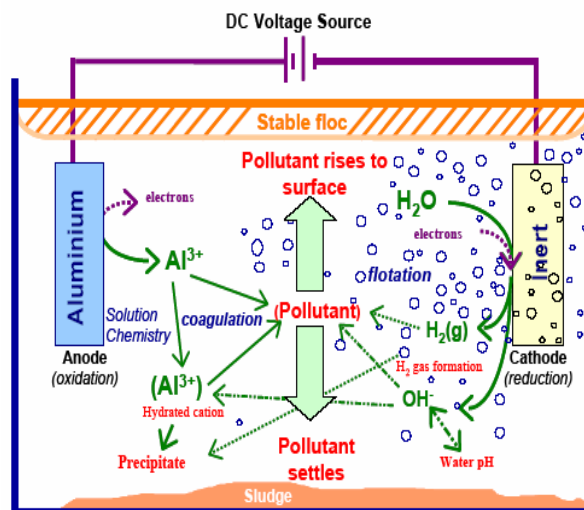 DC Voltage Source
Stable floc
Pollutant rises to
surface
electrons
H₂O
electrons
Aluminium
Inert
Al³⁺
flotation
Solution
Chemistry
coagulation
(Pollutant)
H₂(g)
Anode
(oxidation)
H₂ gas formation
Cathode
(reduction)
(Al³⁺)
Hydrated cation
OH⁻
Precipitate
Pollutant
settles
Water pH
Sludge